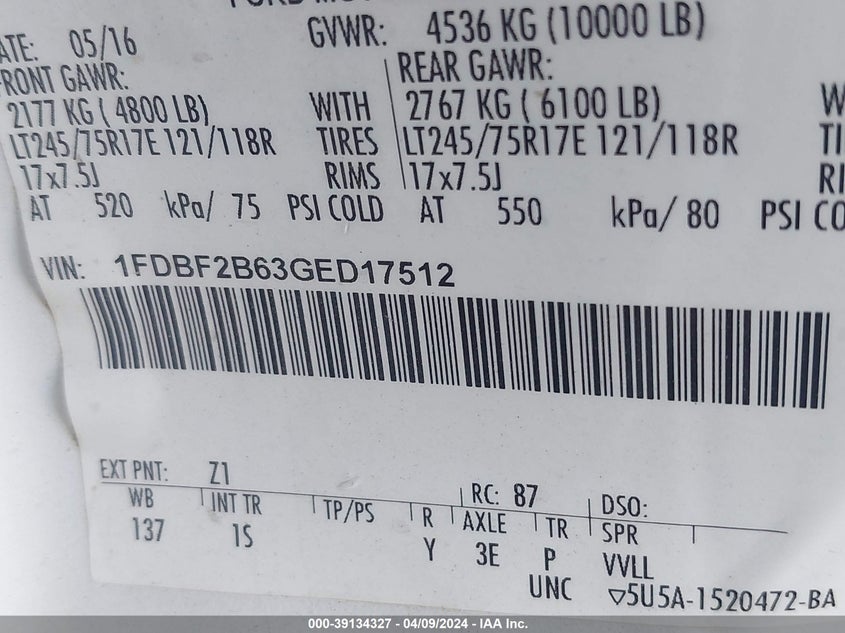 GVWR: 4536 KG (10000 LB)
05/16
FRONT GAWR: REAR GAWR:
2177 KG ( 4800 LB) WITH 2767 KG ( 6100 LB)
LT245/75R17E 121/118R TIRES LT245/75R17E 121/118R
17x7.5J RIMS 17x7.5J
AT 520 kPa/ 75 PSI COLD AT 550 kPa/ 80 PSI
VIN: 1FDBF2B63GED17512
EXT PNT: Z1 RC: 87 DSO:
WB INT TR TP/PS R AXLE TR SPR
137 1S Y 3E P VVLL
UNC ▽5U5A-1520472-BA
000-39134327 - 04/09/2024 - IAA Inc.